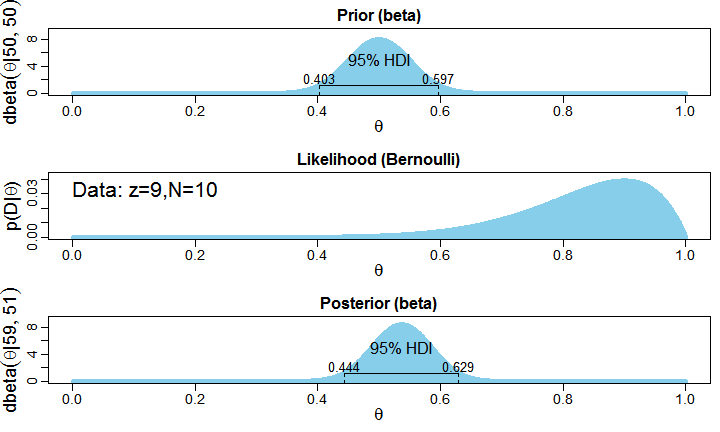 Prior (beta)
dbeta(θ|50, 50)
0 4 8
95% HDI
0.403 0.597
0.0 0.2 0.4 0.6 0.8 1.0
θ
Likelihood (Bernoulli)
p(D|θ)
0.00 0.03
Data: z=9,N=10
0.0 0.2 0.4 0.6 0.8 1.0
θ
Posterior (beta)
dbeta(θ|59, 51)
0 4 8
95% HDI
0.444 0.629
0.0 0.2 0.4 0.6 0.8 1.0
θ